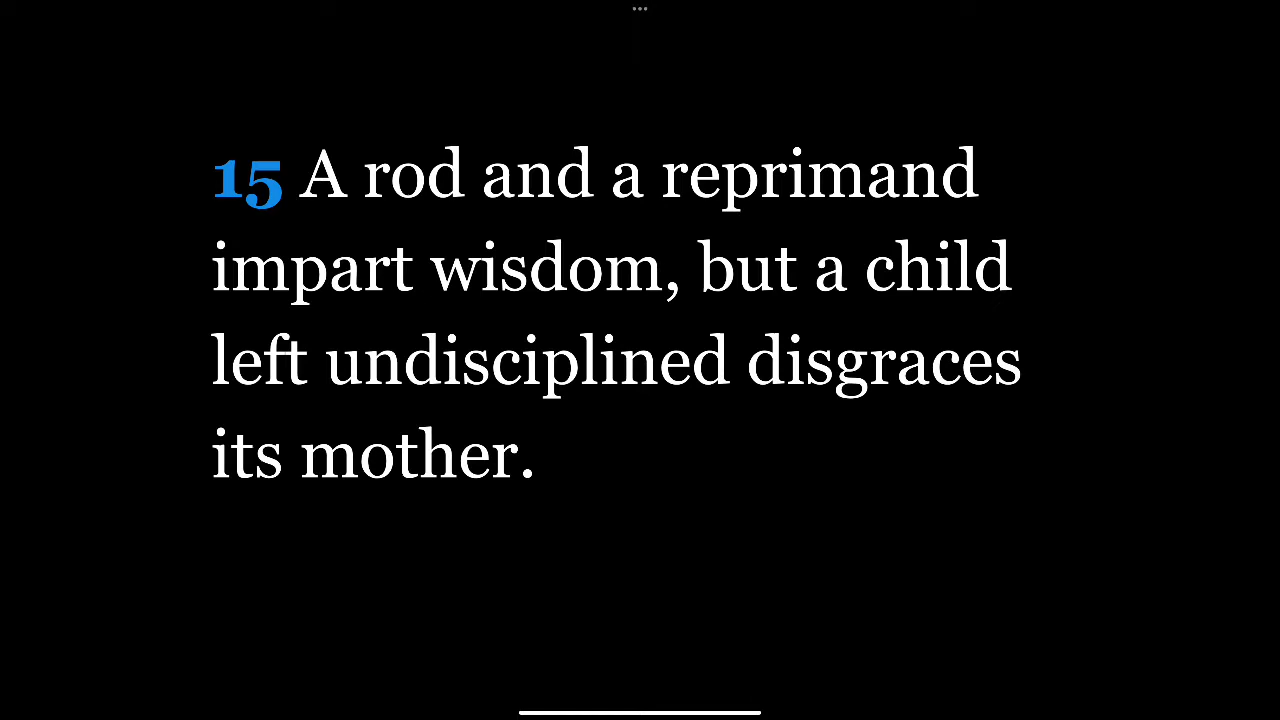 15 A rod and a reprimand
impart wisdom, but a child
left undisciplined disgraces
its mother.